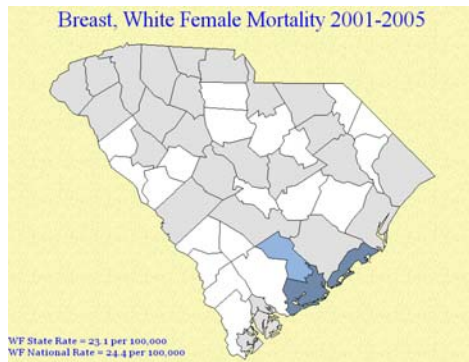 Breast, White Female Mortality 2001-2005
WF State Rate = 23.1 per 100,000
WF National Rate = 24.4 per 100,000